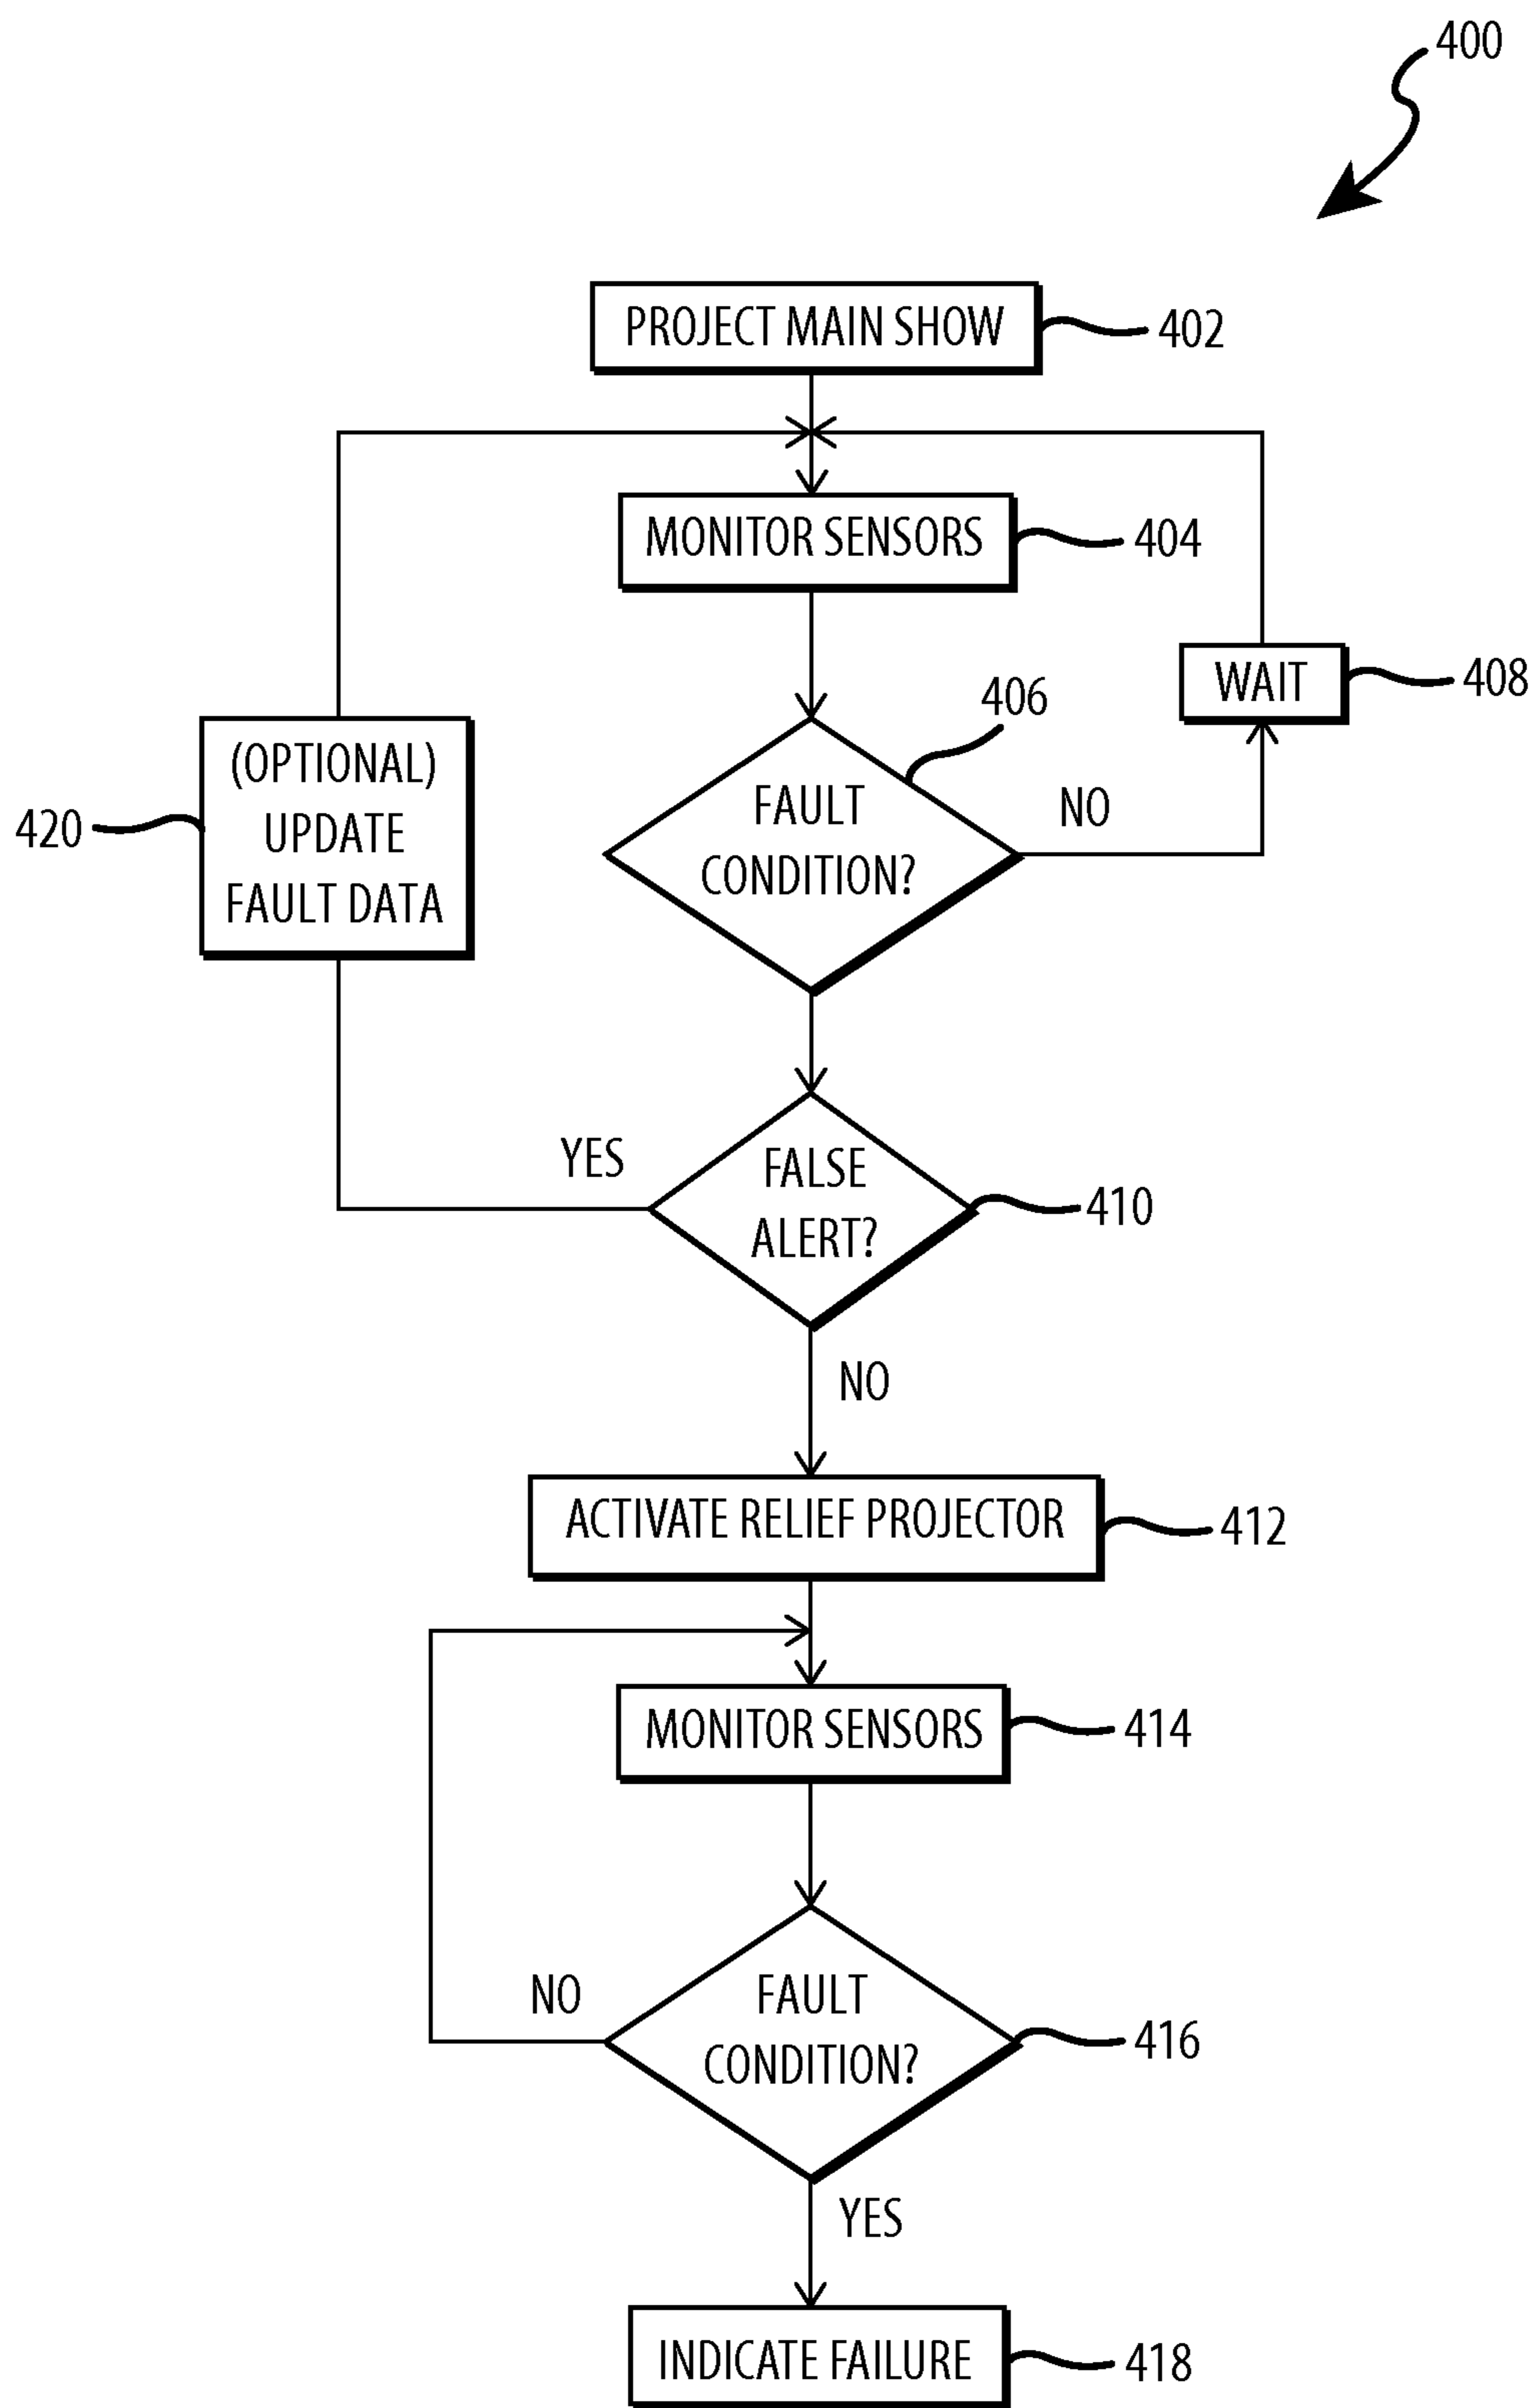 400
PROJECT MAIN SHOW
402
MONITOR SENSORS
404
WAIT
408
406
(OPTIONAL)
UPDATE
FAULT DATA
420
FAULT
CONDITION?
NO
YES
FALSE
ALERT?
410
NO
ACTIVATE RELIEF PROJECTOR
412
MONITOR SENSORS
414
NO
FAULT
CONDITION?
416
YES
INDICATE FAILURE
418